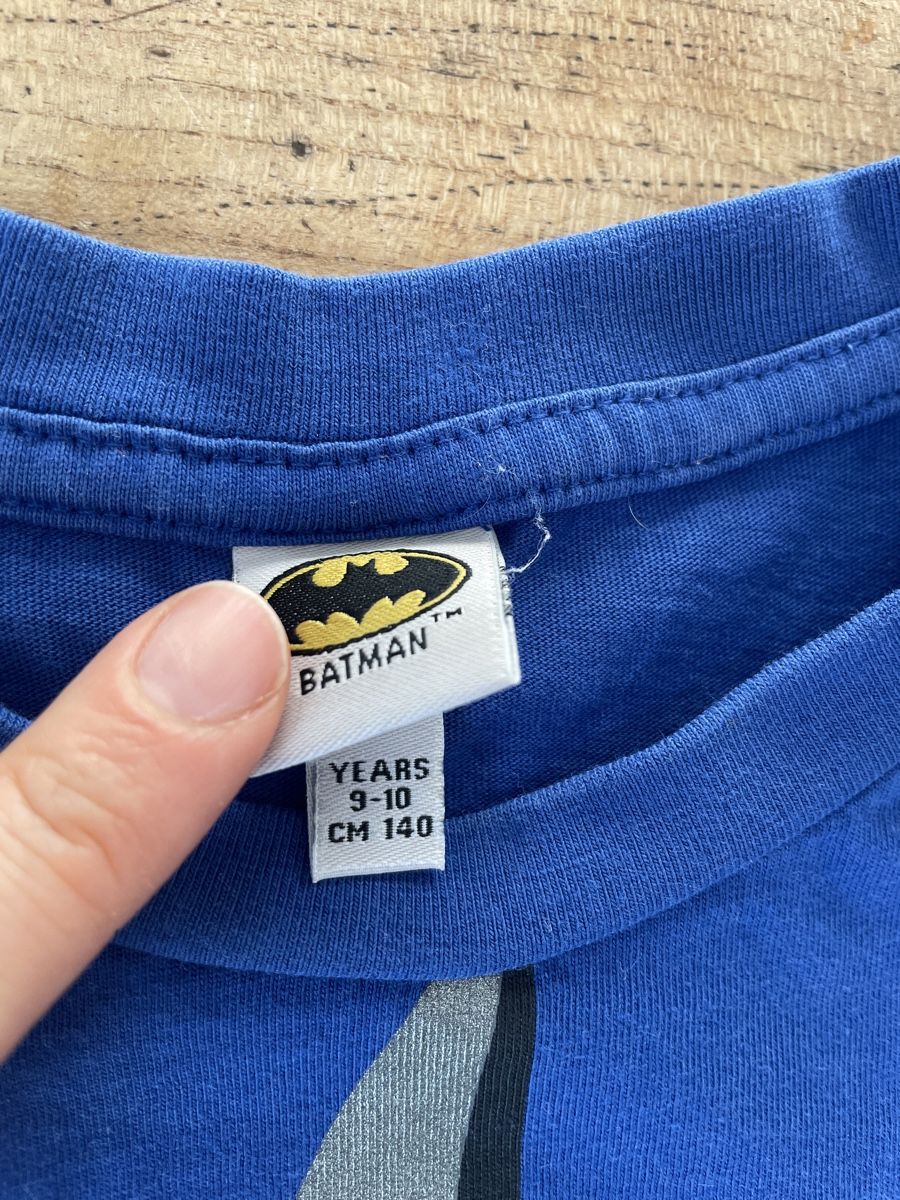 BATMAN™
YEARS
9-10
CM 140